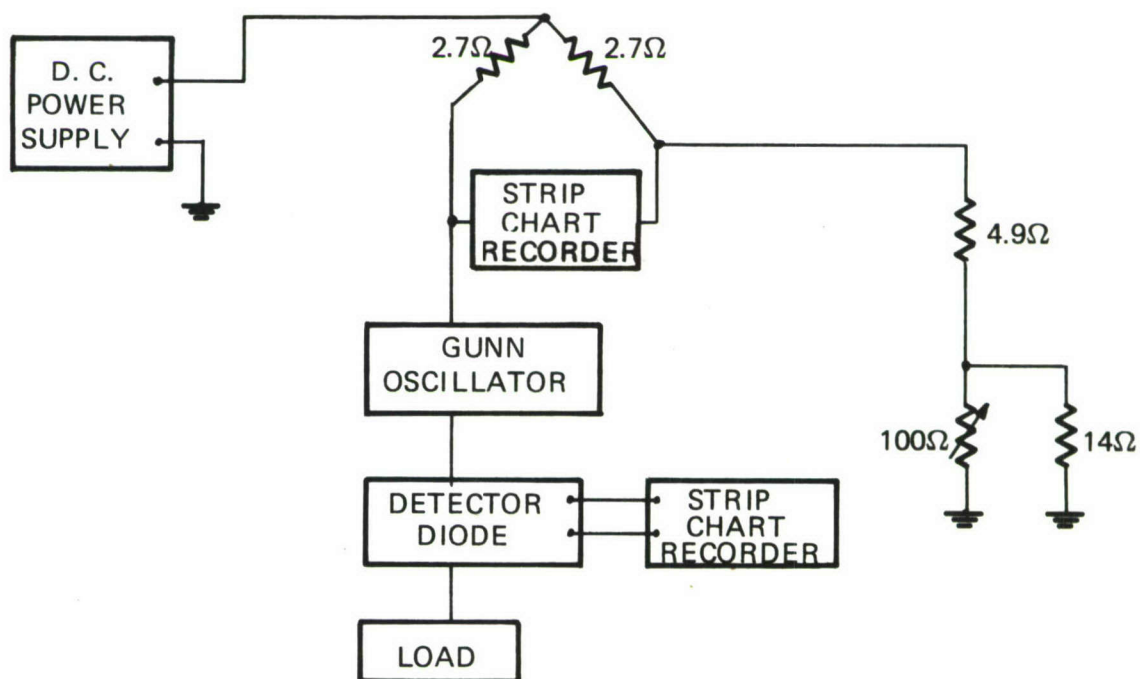 2.7Ω
2.7Ω
D. C.
POWER
SUPPLY
STRIP
CHART
RECORDER
4.9Ω
GUNN
OSCILLATOR
100Ω
14Ω
DETECTOR
DIODE
STRIP
CHART
RECORDER
LOAD